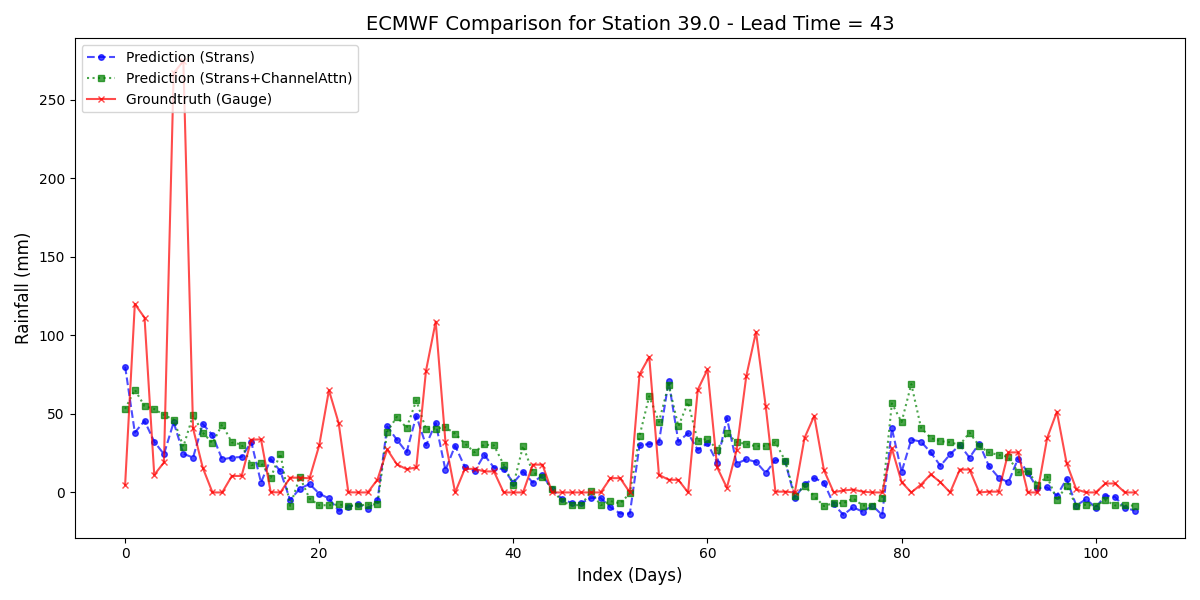 ECMWF Comparison for Station 39.0 - Lead Time = 43
Prediction (Strans)
Prediction (Strans+ChannelAttn)
Groundtruth (Gauge)
Rainfall (mm)
250
200
150
100
50
0
0 20 40 60 80 100
Index (Days)